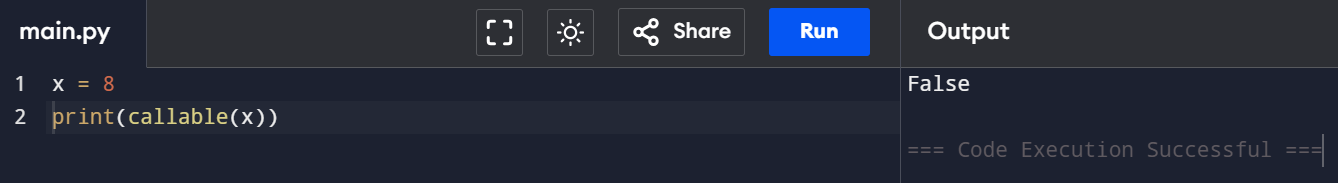 main.py
Share
Run
Output
1 x = 8
2 print(callable(x))
False
=== Code Execution Successful ===